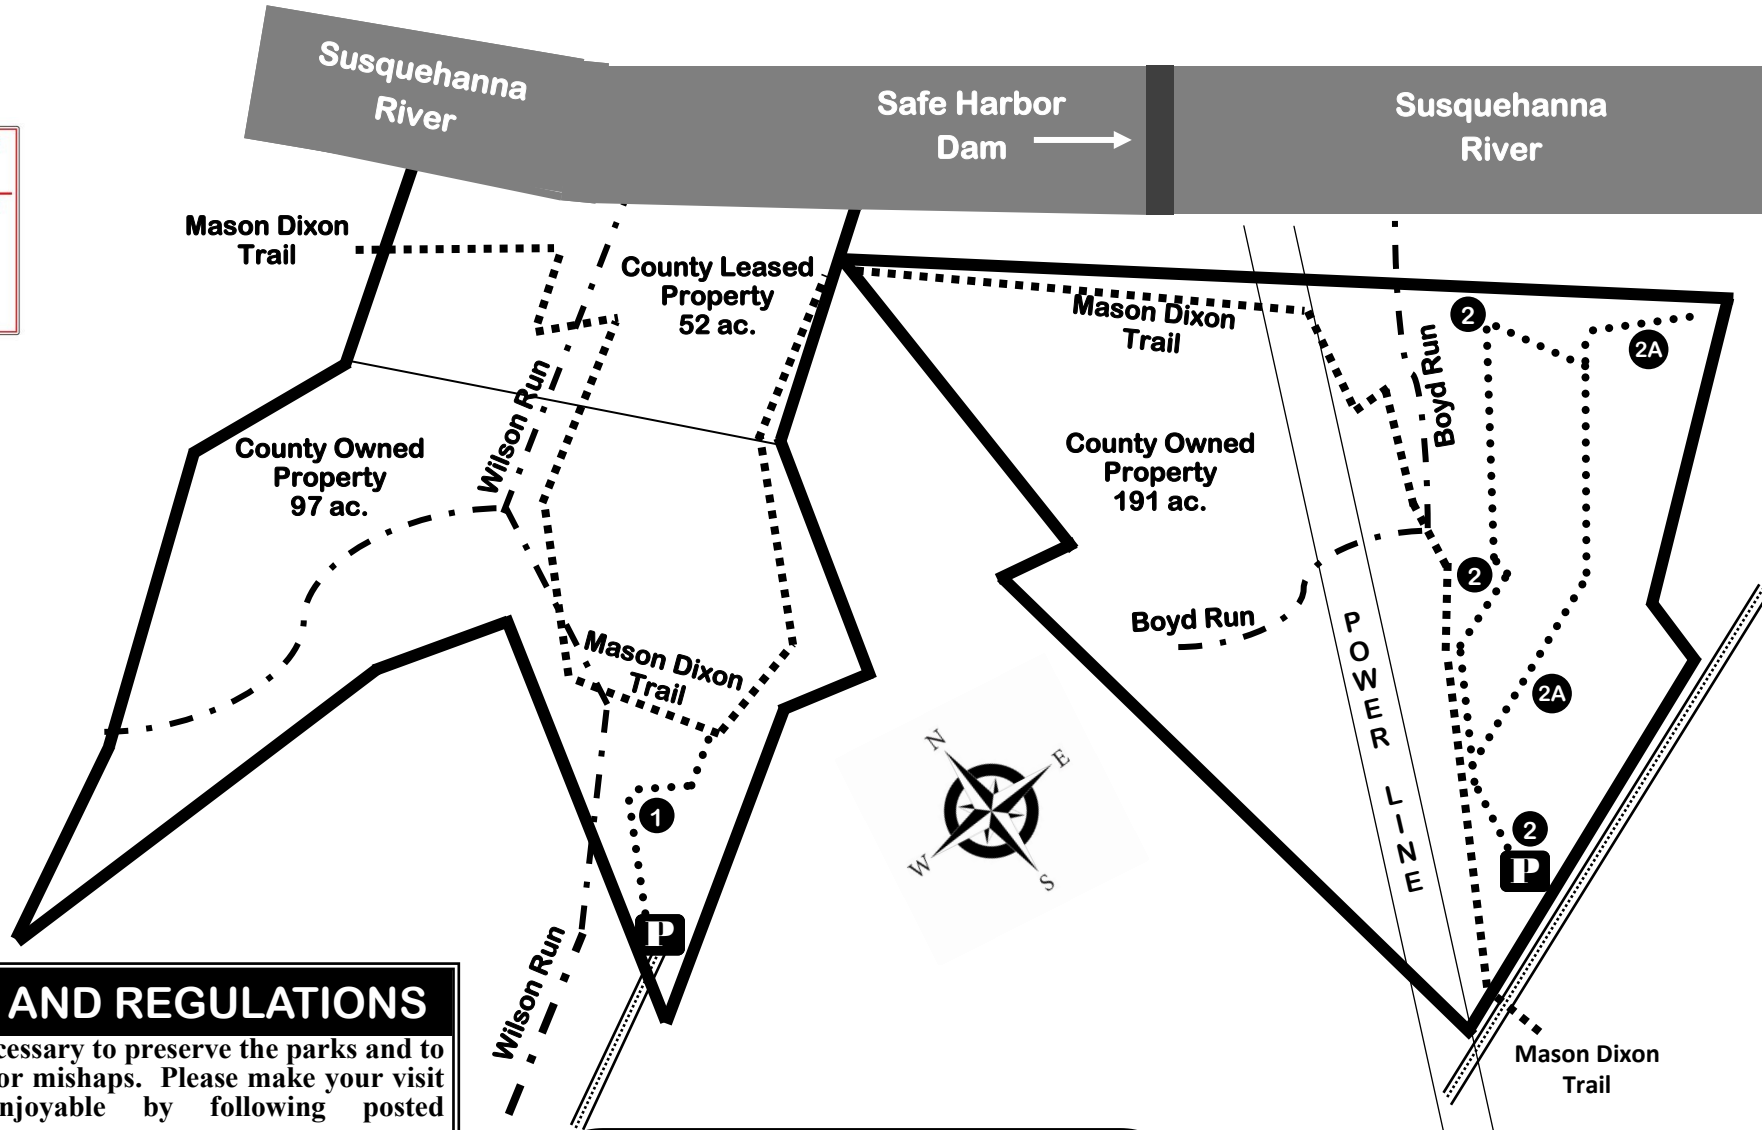 Susquehanna
River
Safe Harbor
Dam
Susquehanna
River
Mason Dixon
Trail
County Leased
Property
52 ac.
Mason Dixon
Trail
2
2A
Boyd Run
Wilson Run
County Owned
Property
97 ac.
County Owned
Property
191 ac.
2
Boyd Run
POWER LINE
Mason Dixon
Trail
2A
N
E
W
S
1
2
P
P
Wilson Run
Mason Dixon
Trail
AND REGULATIONS
cessary to preserve the parks and to
or mishaps. Please make your visit
njoyable by following posted